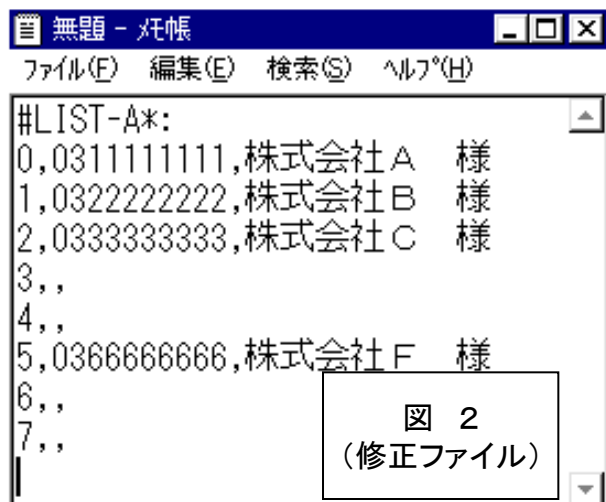 無題 - ﾒﾓ帳
ﾌｧｲﾙ(F) 編集(E) 検索(S) ﾍﾙﾌﾟ(H)
#LIST-A*:
0,0311111111,株式会社Ａ　様
1,0322222222,株式会社Ｂ　様
2,0333333333,株式会社Ｃ　様
3,,
4,,
5,0366666666,株式会社Ｆ　様
6,,
7,,
図　２
（修正ファイル）